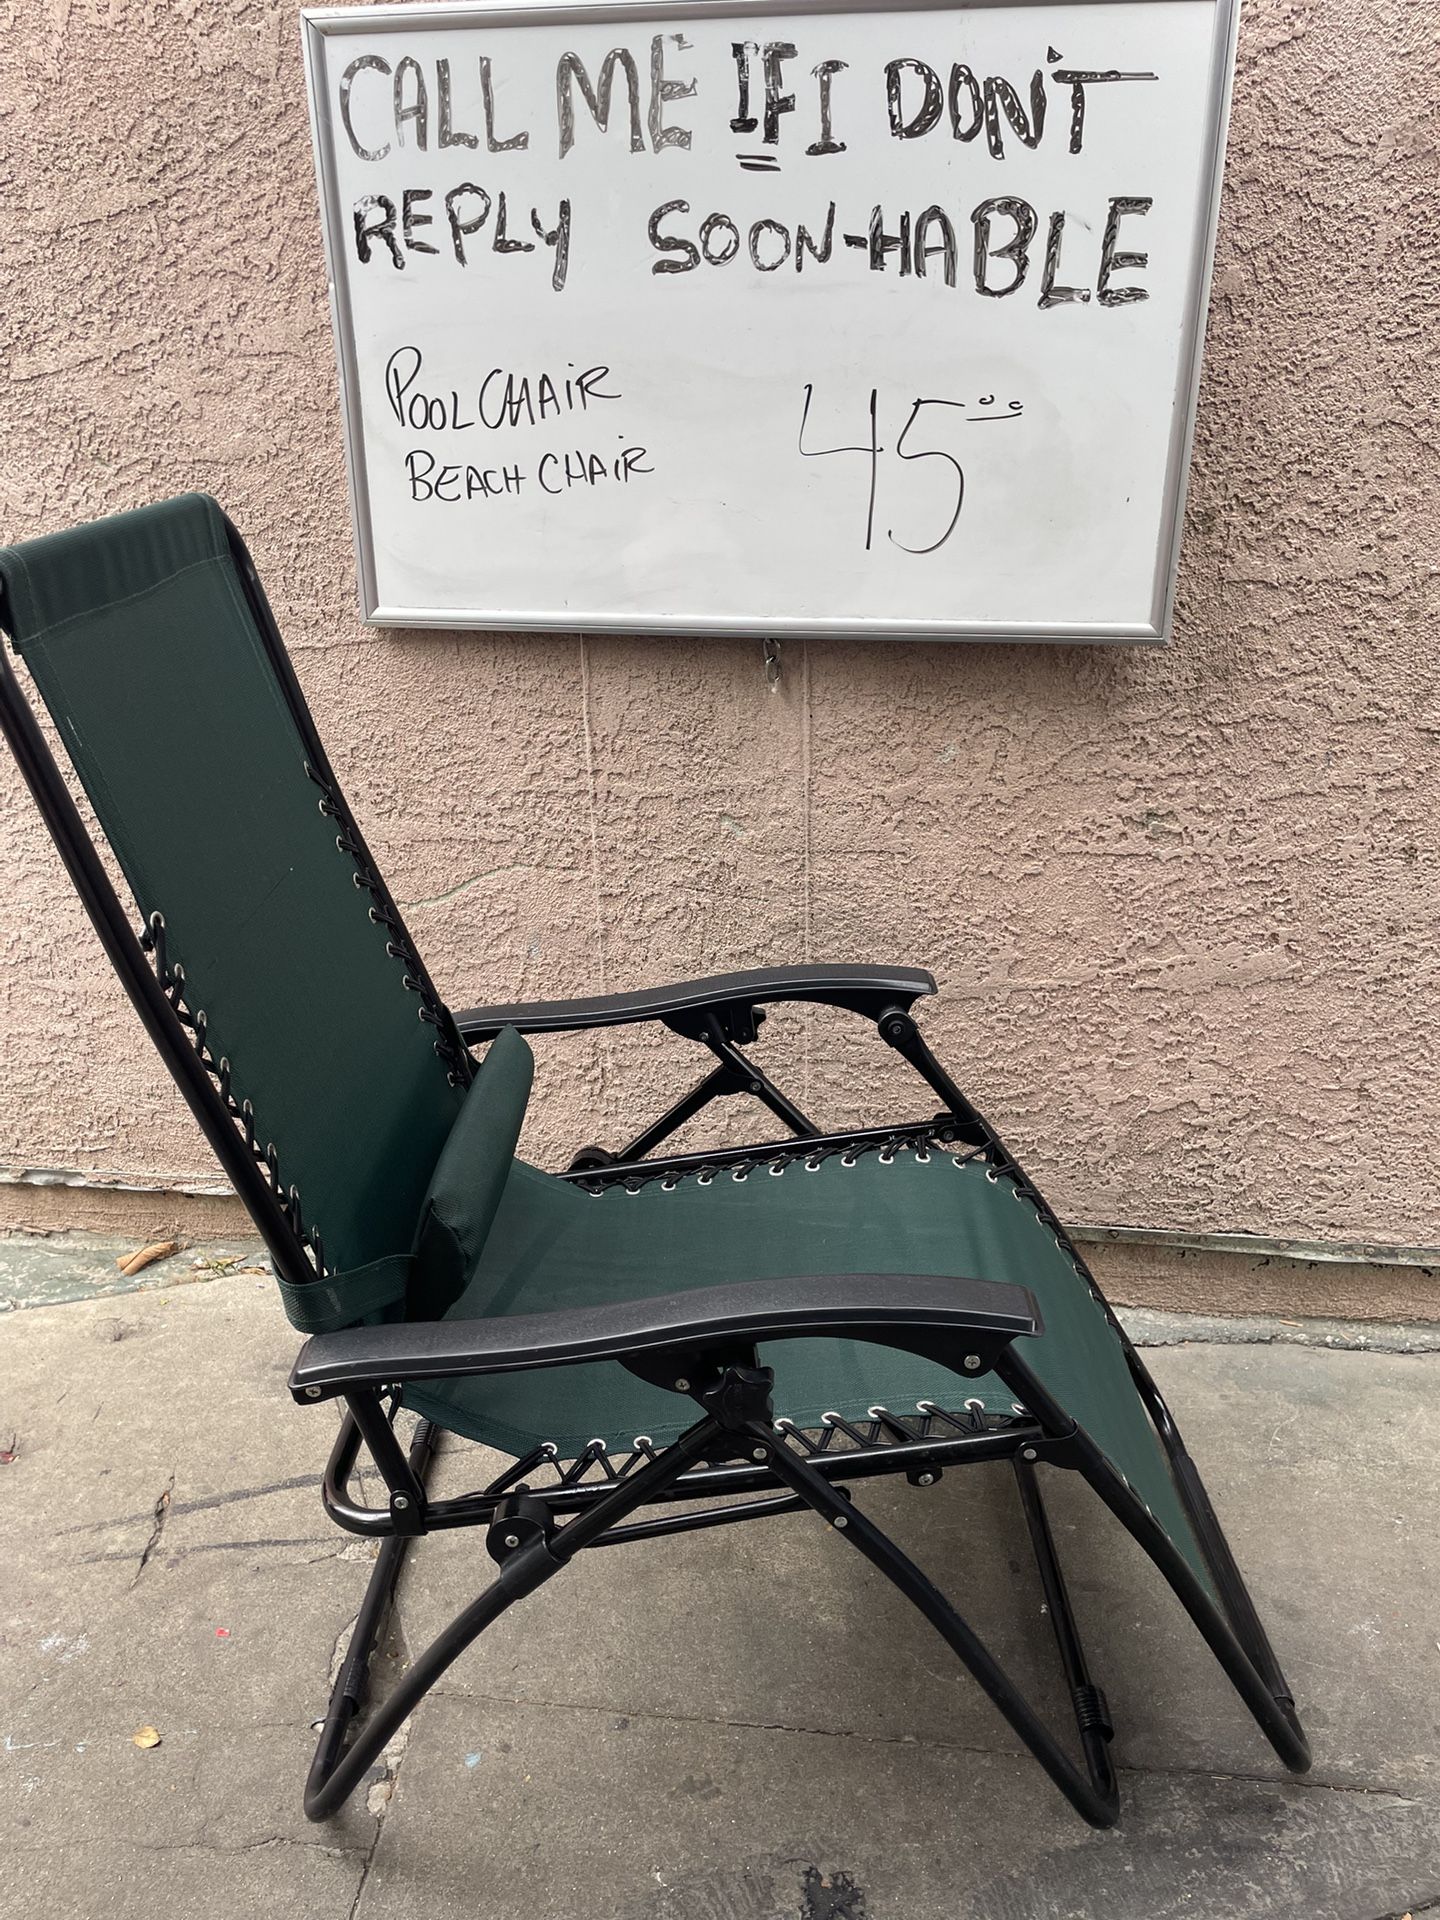 CALL ME IF I DON'T
REPLY SOON-HABLE
POOL CHAIR
BEACH CHAIR
45.00